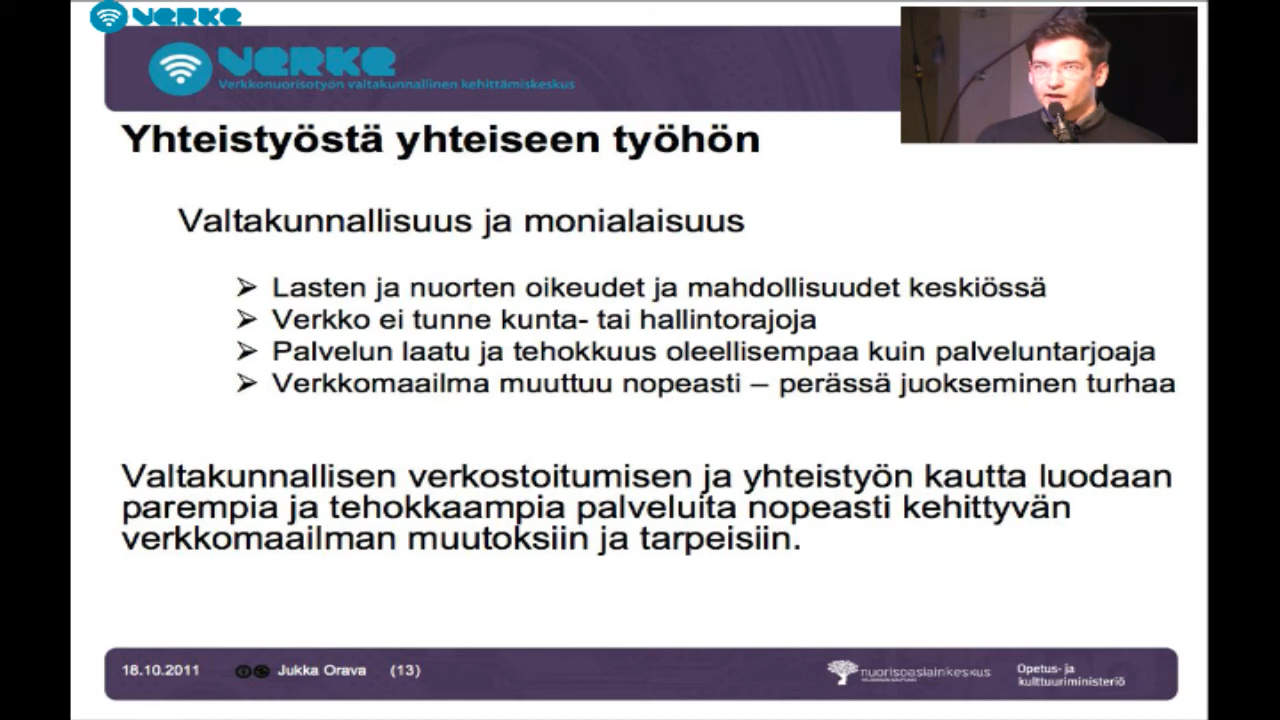 verke
verke
Verkkonuorisotyön valtakunnallinen kehittämiskeskus
Yhteistyöstä yhteiseen työhön
Valtakunnallisuus ja monialaisuus
➢ Lasten ja nuorten oikeudet ja mahdollisuudet keskiössä
➢ Verkko ei tunne kunta- tai hallintorajoja
➢ Palvelun laatu ja tehokkuus oleellisempaa kuin palveluntarjoaja
➢ Verkkomaailma muuttuu nopeasti – perässä juokseminen turhaa
Valtakunnallisen verkostoitumisen ja yhteistyön kautta luodaan
parempia ja tehokkaampia palveluita nopeasti kehittyvän
verkkomaailman muutoksiin ja tarpeisiin.
18.10.2011 Jukka Orava (13)
nuorisoasiainkeskus
Opetus- ja
kulttuuriministeriö